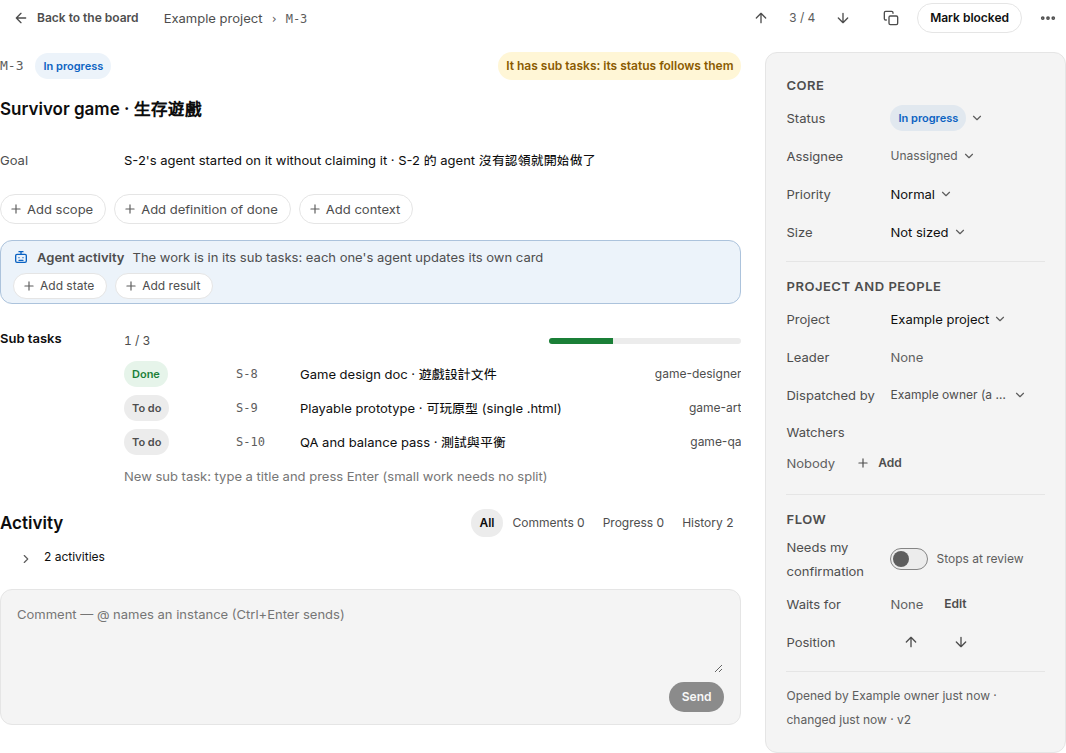 Back to the board
Example project › M-3
3 / 4
Mark blocked
M-3 In progress
It has sub tasks: its status follows them
Survivor game · 生存遊戲
Goal
S-2's agent started on it without claiming it · S-2 的 agent 沒有認領就開始做了
+ Add scope
+ Add definition of done
+ Add context
Agent activity The work is in its sub tasks: each one's agent updates its own card
+ Add state
+ Add result
Sub tasks
1 / 3
Done S-8 Game design doc · 遊戲設計文件 game-designer
To do S-9 Playable prototype · 可玩原型 (single .html) game-art
To do S-10 QA and balance pass · 測試與平衡 game-qa
New sub task: type a title and press Enter (small work needs no split)
Activity
All Comments 0 Progress 0 History 2
2 activities
Comment — @ names an instance (Ctrl+Enter sends)
Send
CORE
Status In progress
Assignee Unassigned
Priority Normal
Size Not sized
PROJECT AND PEOPLE
Project Example project
Leader None
Dispatched by Example owner (a ...
Watchers
Nobody + Add
FLOW
Needs my
confirmation
Stops at review
Waits for None Edit
Position
Opened by Example owner just now ·
changed just now · v2